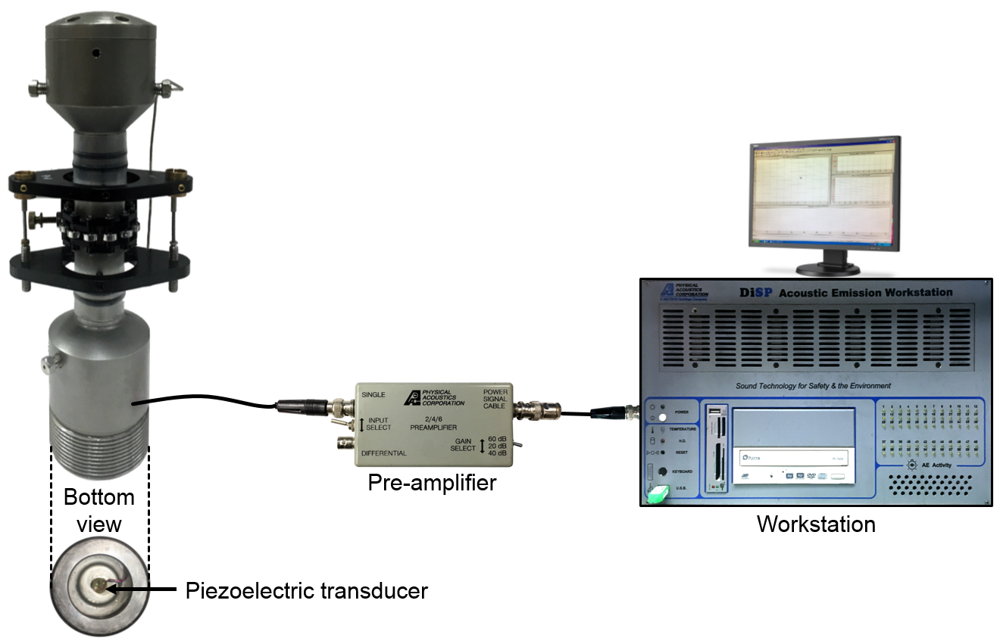 PHYSICAL
ACOUSTICS
CORPORATION
DiSP Acoustic Emission Workstation
Sound Technology for Safety & the Environment
POWER
TEMPERATURE
H.D.
RESET
KEYBOARD
U.S.B.
AE Activity
SINGLE
PHYSICAL
ACOUSTICS
CORPORATION
POWER
SIGNAL
CABLE
INPUT
SELECT
2/4/6
PREAMPLIFIER
GAIN
SELECT
60 dB
20 dB
40 dB
DIFFERENTIAL
Pre-amplifier
Workstation
Bottom
view
Piezoelectric transducer